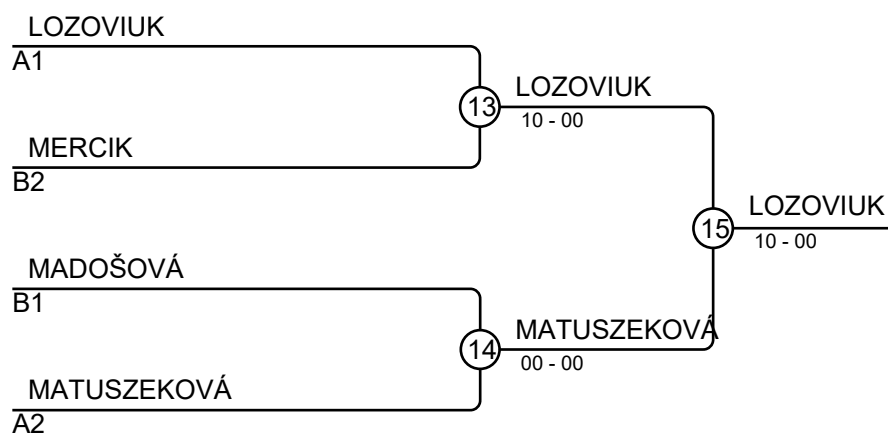 LOZOVIUK
A1
13
LOZOVIUK
10 - 00
MERCIK
B2
15
LOZOVIUK
10 - 00
MADOŠOVÁ
B1
14
MATUSZEKOVÁ
00 - 00
MATUSZEKOVÁ
A2